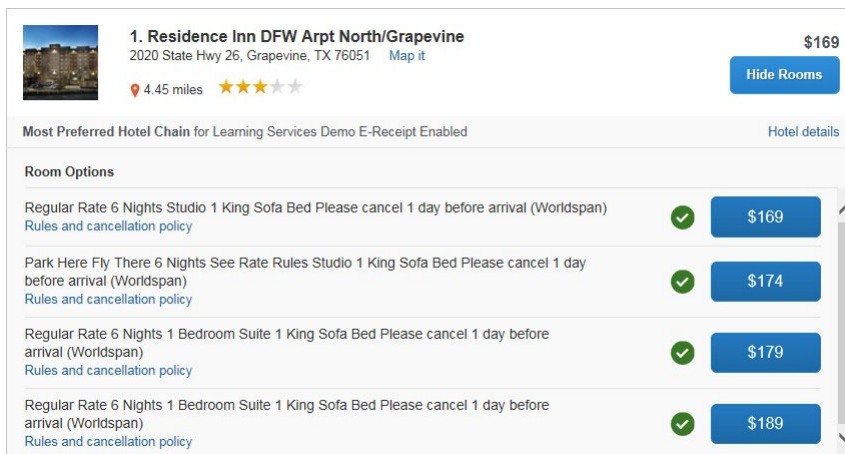 1. Residence Inn DFW Arpt North/Grapevine
2020 State Hwy 26, Grapevine, TX 76051 Map it
4.45 miles
$169
Hide Rooms
Most Preferred Hotel Chain for Learning Services Demo E-Receipt Enabled
Hotel details
Room Options
Regular Rate 6 Nights Studio 1 King Sofa Bed Please cancel 1 day before arrival (Worldspan)
Rules and cancellation policy
$169
Park Here Fly There 6 Nights See Rate Rules Studio 1 King Sofa Bed Please cancel 1 day
before arrival (Worldspan)
Rules and cancellation policy
$174
Regular Rate 6 Nights 1 Bedroom Suite 1 King Sofa Bed Please cancel 1 day before
arrival (Worldspan)
Rules and cancellation policy
$179
Regular Rate 6 Nights 1 Bedroom Suite 1 King Sofa Bed Please cancel 1 day before
arrival (Worldspan)
Rules and cancellation policy
$189